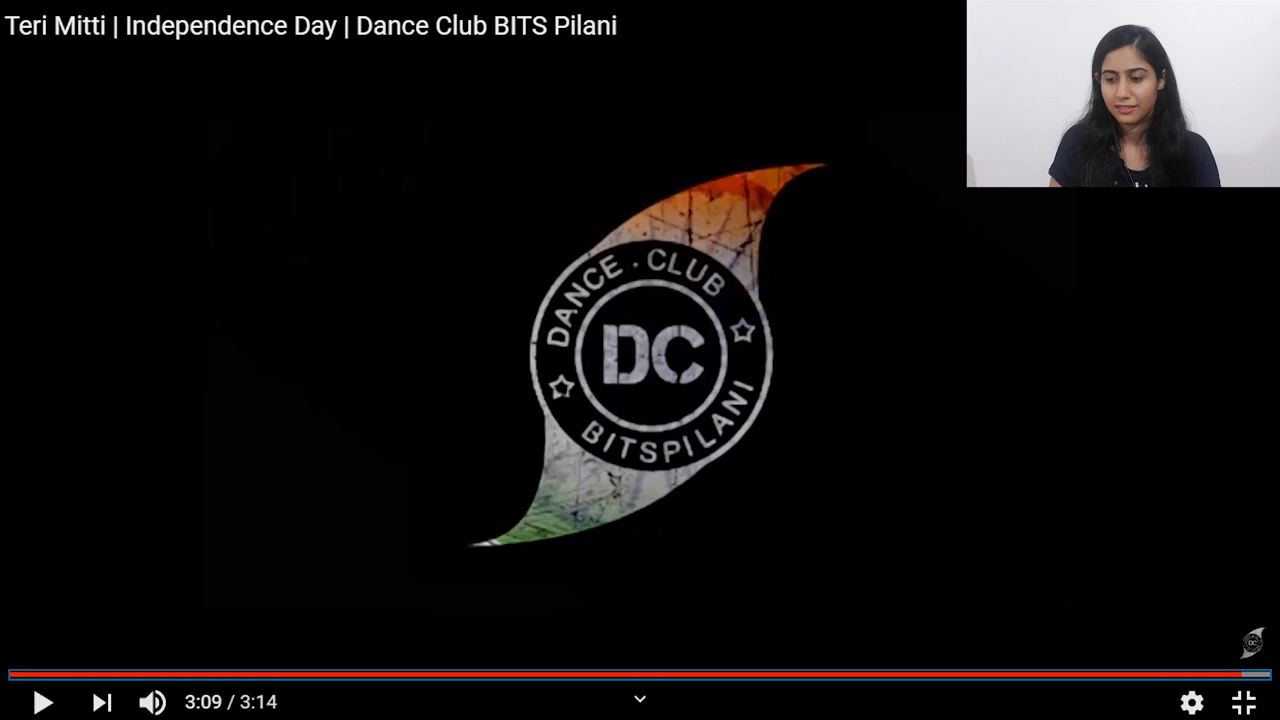 Teri Mitti | Independence Day | Dance Club BITS Pilani
DANCE · CLUB
DC
BITSPILANI
3:09 / 3:14